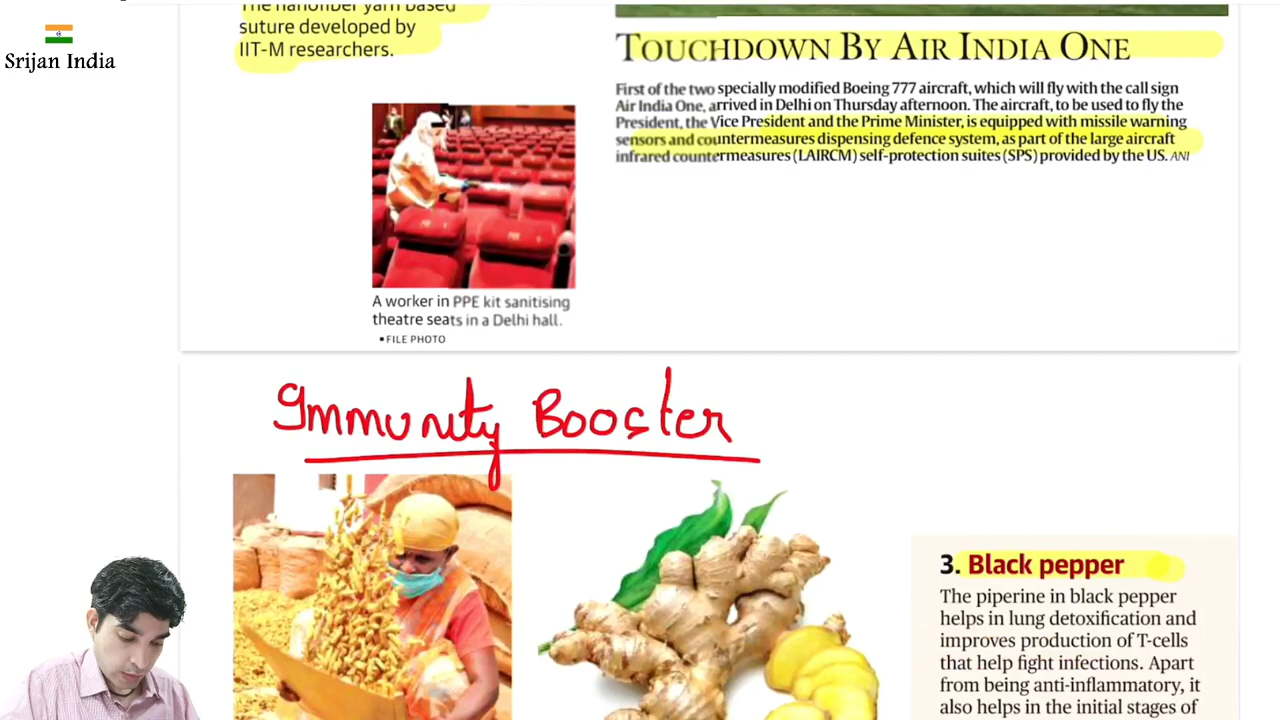 Srijan India
The nanofiber yarn based
suture developed by
IIT-M researchers.
TOUCHDOWN BY AIR INDIA ONE
First of the two specially modified Boeing 777 aircraft, which will fly with the call sign
Air India One, arrived in Delhi on Thursday afternoon. The aircraft, to be used to fly the
President, the Vice President and the Prime Minister, is equipped with missile warning
sensors and countermeasures dispensing defence system, as part of the large aircraft
infrared countermeasures (LAIRCM) self-protection suites (SPS) provided by the US. ANI
A worker in PPE kit sanitising
theatre seats in a Delhi hall.
▪FILE PHOTO
Immunity Booster
3. Black pepper
The piperine in black pepper
helps in lung detoxification and
improves production of T-cells
that help fight infections. Apart
from being anti-inflammatory, it
also helps in the initial stages of